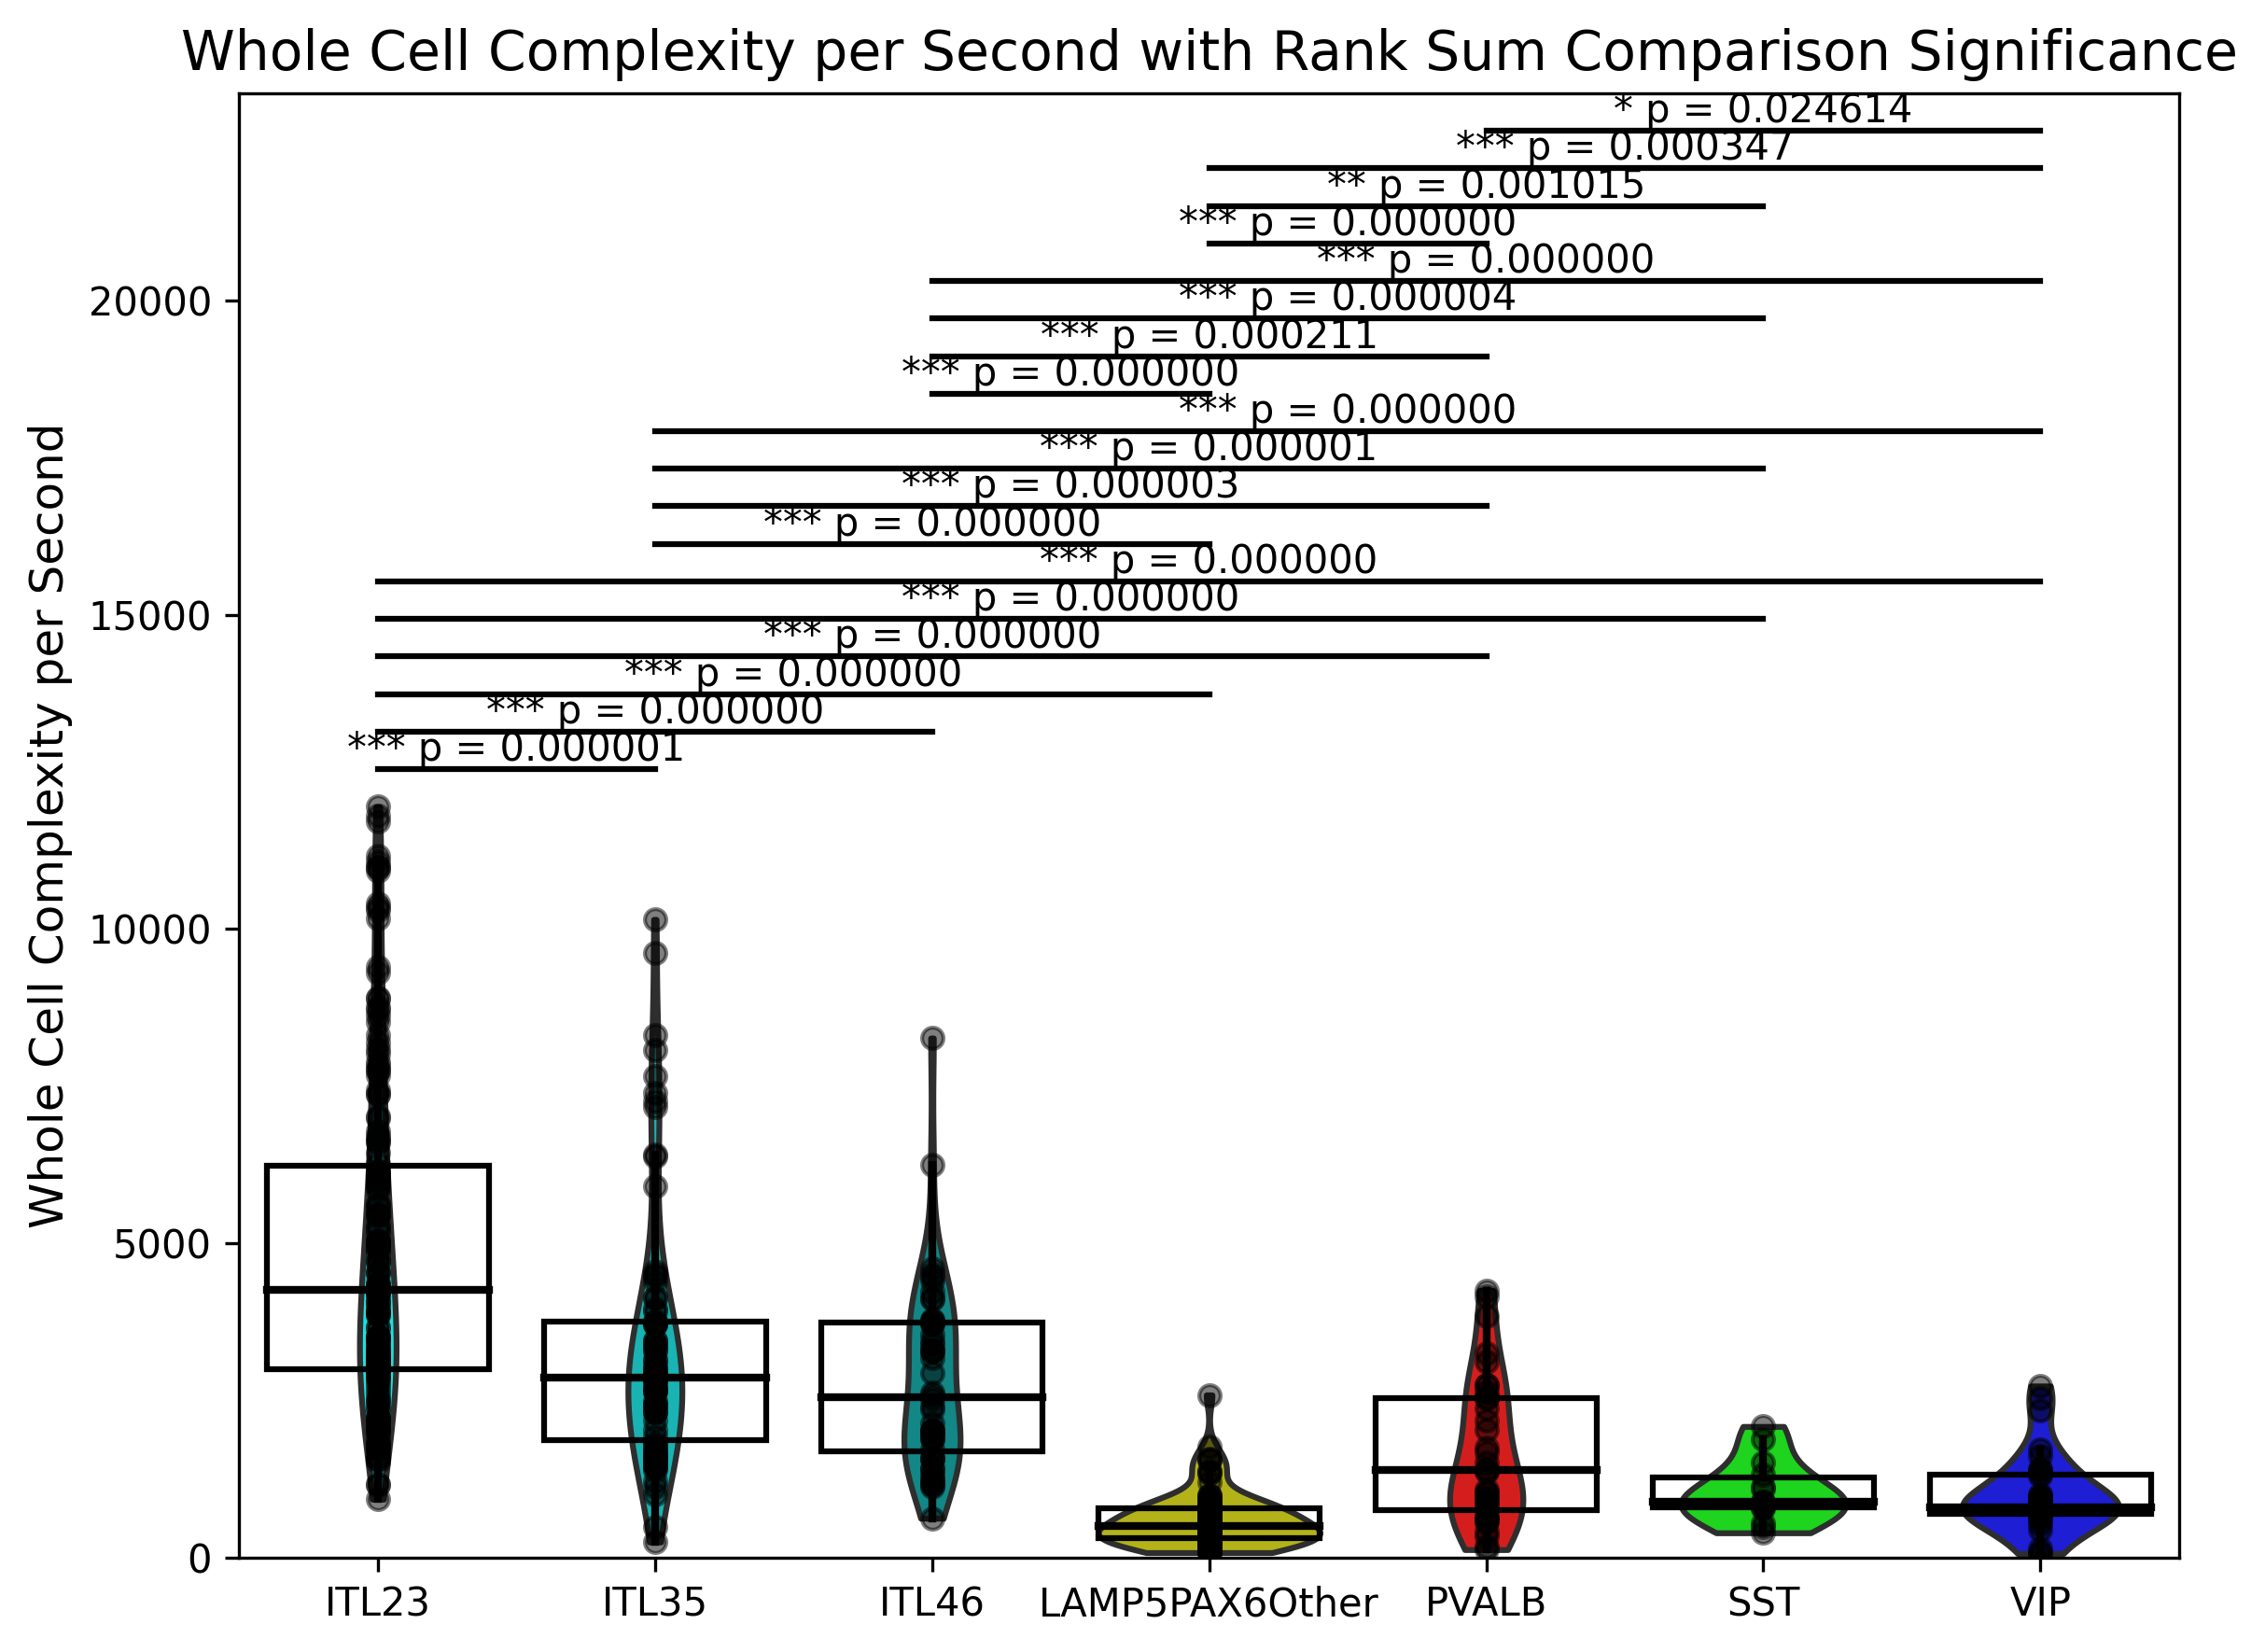 Whole Cell Complexity per Second with Rank Sum Comparison Significance
* p = 0.024614
*** p = 0.000347
** p = 0.001015
*** p = 0.000000
*** p = 0.000000
*** p = 0.000004
*** p = 0.000211
*** p = 0.000000
*** p = 0.000000
*** p = 0.000001
*** p = 0.000003
*** p = 0.000000
*** p = 0.000000
*** p = 0.000000
*** p = 0.000000
*** p = 0.000000
*** p = 0.000000
*** p = 0.000001
Whole Cell Complexity per Second
20000
15000
10000
5000
0
ITL23 ITL35 ITL46 LAMP5PAX6Other PVALB SST VIP